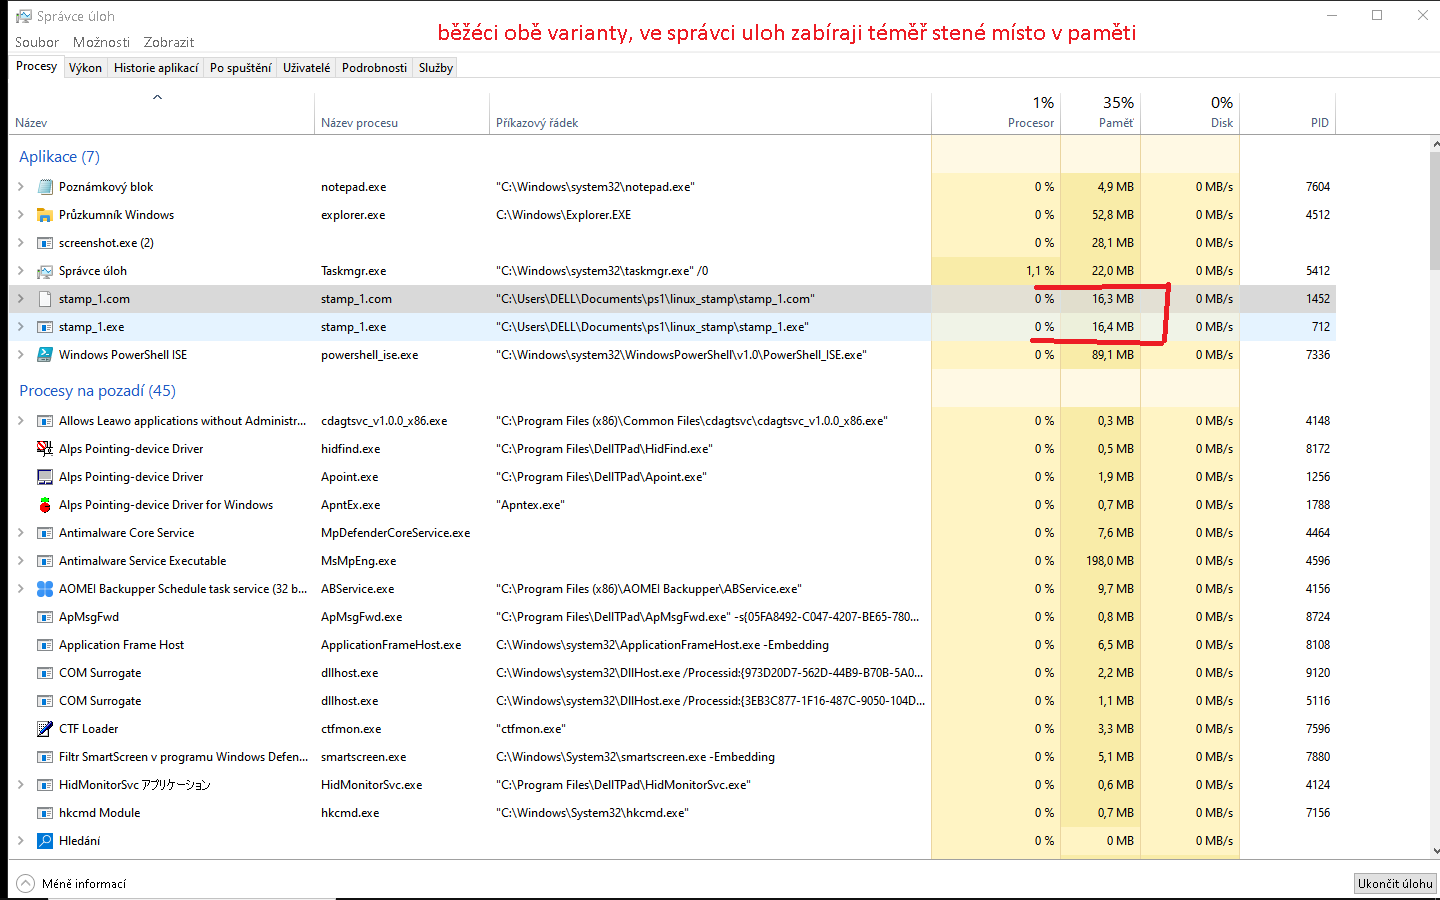 Správce úloh
běžéci obě varianty, ve správci uloh zabíraji téměř stené místo v paměti
Soubor Možnosti Zobrazit
Procesy Výkon Historie aplikací Po spuštění Uživatelé Podrobnosti Služby
1% 35% 0%
Název Název procesu Příkazový řádek Procesor Paměť Disk PID
Aplikace (7)
Poznámkový blok notepad.exe "C:\Windows\system32\notepad.exe" 0 % 4,9 MB 0 MB/s 7604
Průzkumník Windows explorer.exe C:\Windows\Explorer.EXE 0 % 52,8 MB 0 MB/s 4512
screenshot.exe (2) 0 % 28,1 MB 0 MB/s
Správce úloh Taskmgr.exe "C:\Windows\system32\taskmgr.exe" /0 1,1 % 22,0 MB 0 MB/s 5412
stamp_1.com stamp_1.com "C:\Users\DELL\Documents\ps1\linux_stamp\stamp_1.com" 0 % 16,3 MB 0 MB/s 1452
stamp_1.exe stamp_1.exe "C:\Users\DELL\Documents\ps1\linux_stamp\stamp_1.exe" 0 % 16,4 MB 0 MB/s 712
Windows PowerShell ISE powershell_ise.exe "C:\Windows\system32\WindowsPowerShell\v1.0\PowerShell_ISE.exe" 0 % 89,1 MB 0 MB/s 7336
Procesy na pozadí (45)
Allows Leawo applications without Administr... cdagtsvc_v1.0.0_x86.exe "C:\Program Files (x86)\Common Files\cdagtsvc\cdagtsvc_v1.0.0_x86.exe" 0 % 0,3 MB 0 MB/s 4148
Alps Pointing-device Driver hidfind.exe "C:\Program Files\DellTPad\HidFind.exe" 0 % 0,5 MB 0 MB/s 8172
Alps Pointing-device Driver Apoint.exe "C:\Program Files\DellTPad\Apoint.exe" 0 % 1,9 MB 0 MB/s 1256
Alps Pointing-device Driver for Windows ApntEx.exe "Apntex.exe" 0 % 0,7 MB 0 MB/s 1788
Antimalware Core Service MpDefenderCoreService.exe 0 % 7,6 MB 0 MB/s 4464
Antimalware Service Executable MsMpEng.exe 0 % 198,0 MB 0 MB/s 4596
AOMEI Backupper Schedule task service (32 b... ABService.exe "C:\Program Files (x86)\AOMEI Backupper\ABService.exe" 0 % 9,7 MB 0 MB/s 4156
ApMsgFwd ApMsgFwd.exe "C:\Program Files\DellTPad\ApMsgFwd.exe" -s{05FA8492-C047-4207-BE65-780... 0 % 0,8 MB 0 MB/s 8724
Application Frame Host ApplicationFrameHost.exe C:\Windows\system32\ApplicationFrameHost.exe -Embedding 0 % 6,5 MB 0 MB/s 8108
COM Surrogate dllhost.exe C:\Windows\system32\DllHost.exe /Processid:{973D20D7-562D-44B9-B70B-5A0... 0 % 2,2 MB 0 MB/s 9120
COM Surrogate dllhost.exe C:\Windows\system32\DllHost.exe /Processid:{3EB3C877-1F16-487C-9050-104D... 0 % 1,1 MB 0 MB/s 5116
CTF Loader ctfmon.exe "ctfmon.exe" 0 % 3,3 MB 0 MB/s 7596
Filtr SmartScreen v programu Windows Defen... smartscreen.exe C:\Windows\System32\smartscreen.exe -Embedding 0 % 5,1 MB 0 MB/s 7880
HidMonitorSvc アプリケーション HidMonitorSvc.exe "C:\Program Files\DellTPad\HidMonitorSvc.exe" 0 % 0,6 MB 0 MB/s 4124
hkcmd Module hkcmd.exe "C:\Windows\System32\hkcmd.exe" 0 % 0,7 MB 0 MB/s 7156
Hledání 0 % 0 MB 0 MB/s
Méně informací Ukončit úlohu